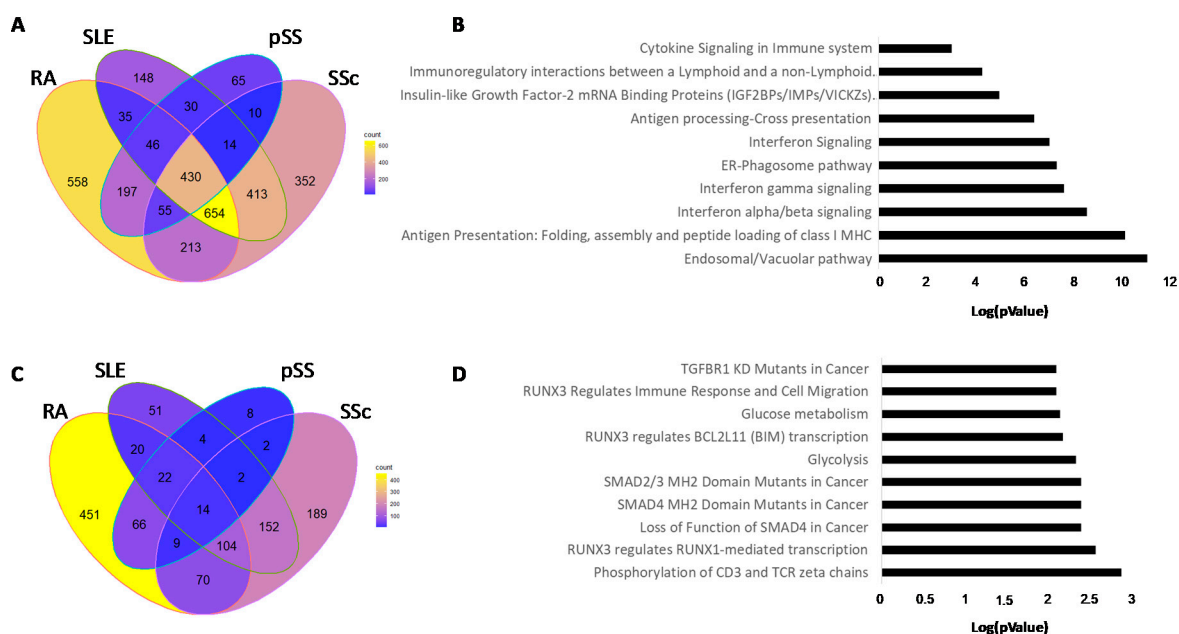 A
SLE
pSS
RA
SSc
148
65
35
30
10
46
14
558
430
352
197
413
55
654
213
count
600
400
200
B
Cytokine Signaling in Immune system
Immunoregulatory interactions between a Lymphoid and a non-Lymphoid.
Insulin-like Growth Factor-2 mRNA Binding Proteins (IGF2BPs/IMPs/VICKZs).
Antigen processing-Cross presentation
Interferon Signaling
ER-Phagosome pathway
Interferon gamma signaling
Interferon alpha/beta signaling
Antigen Presentation: Folding, assembly and peptide loading of class I MHC
Endosomal/Vacuolar pathway
0 2 4 6 8 10 12
Log(pValue)
C
SLE
pSS
RA
SSc
51
8
20
4
2
22
2
451
14
189
66
152
9
104
70
count
400
300
200
100
D
TGFBR1 KD Mutants in Cancer
RUNX3 Regulates Immune Response and Cell Migration
Glucose metabolism
RUNX3 regulates BCL2L11 (BIM) transcription
Glycolysis
SMAD2/3 MH2 Domain Mutants in Cancer
SMAD4 MH2 Domain Mutants in Cancer
Loss of Function of SMAD4 in Cancer
RUNX3 regulates RUNX1-mediated transcription
Phosphorylation of CD3 and TCR zeta chains
0 0.5 1 1.5 2 2.5 3
Log(pValue)